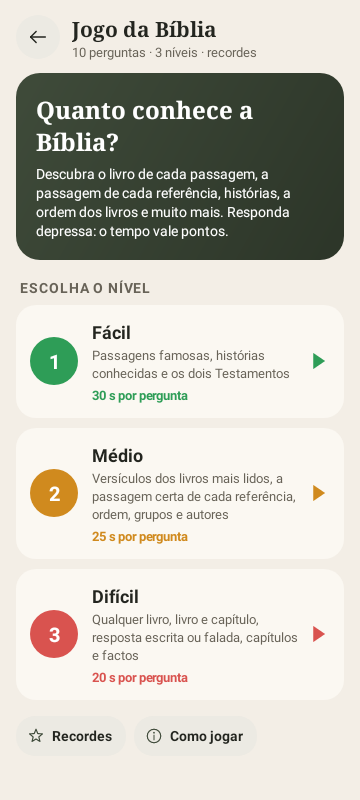 Jogo da Bíblia
10 perguntas · 3 níveis · recordes
Quanto conhece a
Bíblia?
Descubra o livro de cada passagem, a
passagem de cada referência, histórias, a
ordem dos livros e muito mais. Responda
depressa: o tempo vale pontos.
ESCOLHA O NÍVEL
1
Fácil
Passagens famosas, histórias
conhecidas e os dois Testamentos
30 s por pergunta
2
Médio
Versículos dos livros mais lidos, a
passagem certa de cada referência,
ordem, grupos e autores
25 s por pergunta
3
Difícil
Qualquer livro, livro e capítulo,
resposta escrita ou falada, capítulos
e factos
20 s por pergunta
Recordes
Como jogar